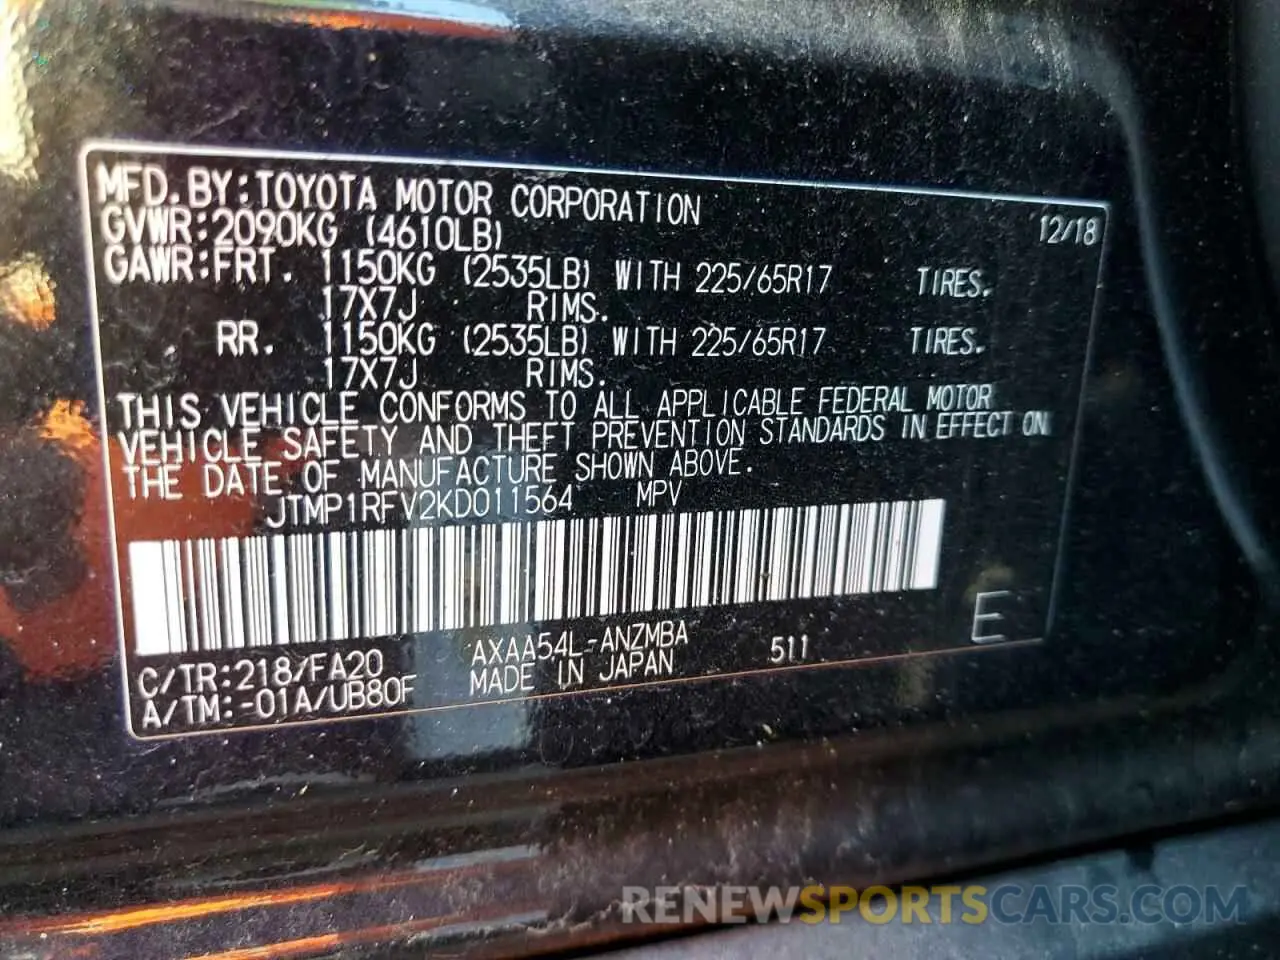 MFD.BY:TOYOTA MOTOR CORPORATION 12/18
GVWR:2090KG (4610LB)
GAWR:FRT. 1150KG (2535LB) WITH 225/65R17 TIRES.
17X7J RIMS.
RR. 1150KG (2535LB) WITH 225/65R17 TIRES.
17X7J RIMS.
THIS VEHICLE CONFORMS TO ALL APPLICABLE FEDERAL MOTOR
VEHICLE SAFETY AND THEFT PREVENTION STANDARDS IN EFFECT ON
THE DATE OF MANUFACTURE SHOWN ABOVE.
JTMP1RFV2KD011564 MPV
C/TR:218/FA20 AXAA54L-ANZMBA 511 E
A/TM:-01A/UB80F MADE IN JAPAN
RENEWSPORTSCARS.COM